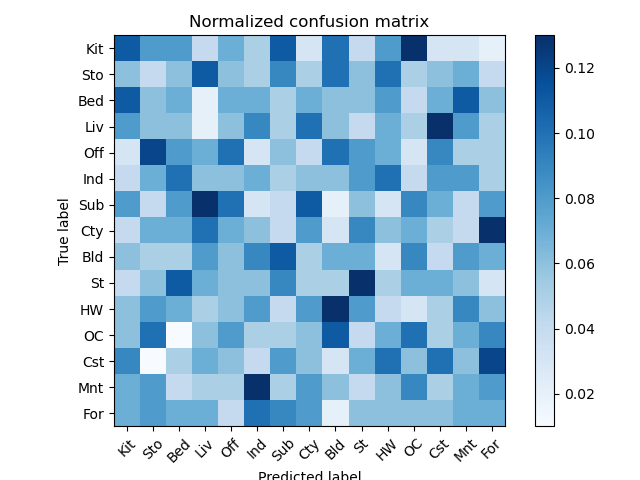 Normalized confusion matrix
True label
Kit
Sto
Bed
Liv
Off
Ind
Sub
Cty
Bld
St
HW
OC
Cst
Mnt
For
Kit Sto Bed Liv Off Ind Sub Cty Bld St HW OC Cst Mnt For
Predicted label
0.12
0.10
0.08
0.06
0.04
0.02